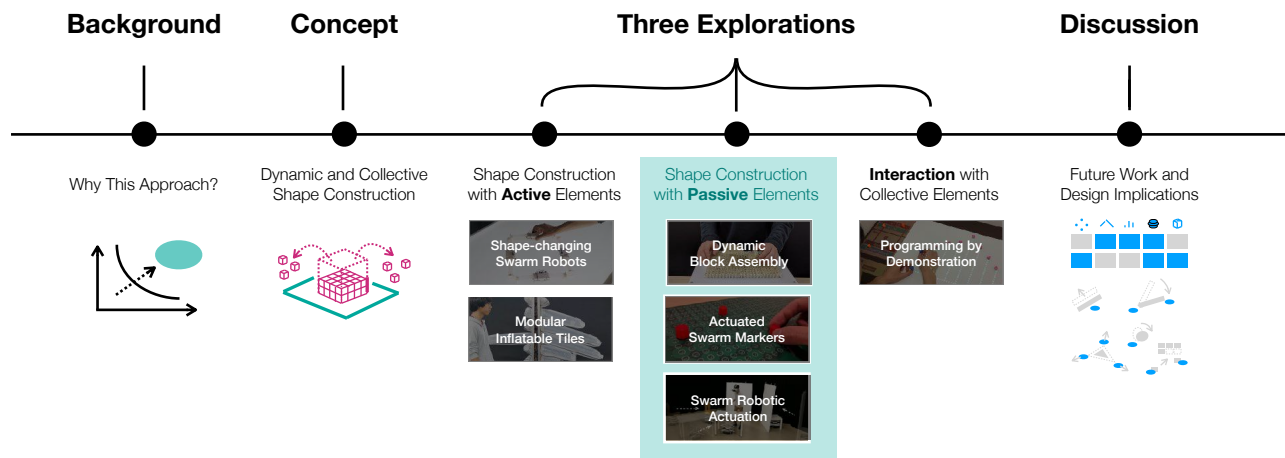 Background
Concept
Three Explorations
Discussion
Why This Approach?
Dynamic and Collective
Shape Construction
Shape Construction
with Active Elements
Shape-changing
Swarm Robots
Modular
Inflatable Tiles
Shape Construction
with Passive Elements
Dynamic
Block Assembly
Actuated
Swarm Markers
Swarm Robotic
Actuation
Interaction with
Collective Elements
Programming by
Demonstration
Future Work and
Design Implications